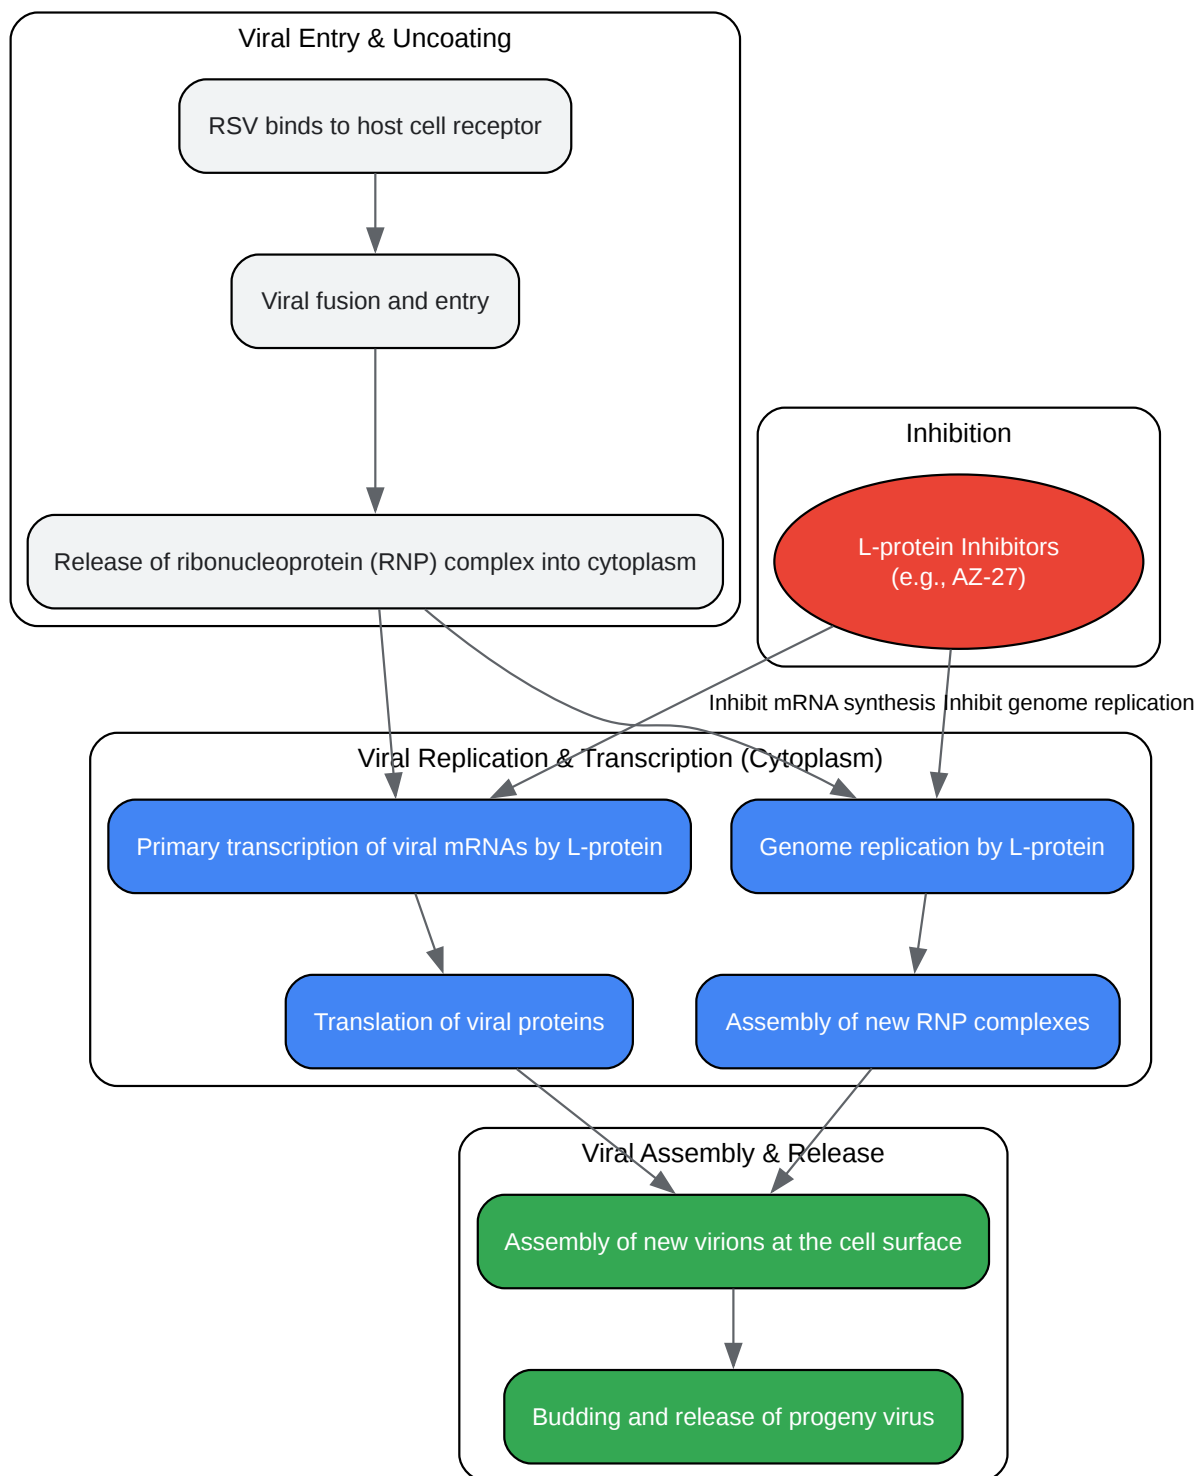 Viral Entry & Uncoating
RSV binds to host cell receptor
Viral fusion and entry
Release of ribonucleoprotein (RNP) complex into cytoplasm
Inhibition
L-protein Inhibitors
(e.g., AZ-27)
Inhibit mRNA synthesis
Inhibit genome replication
Viral Replication & Transcription (Cytoplasm)
Primary transcription of viral mRNAs by L-protein
Genome replication by L-protein
Translation of viral proteins
Assembly of new RNP complexes
Viral Assembly & Release
Assembly of new virions at the cell surface
Budding and release of progeny virus